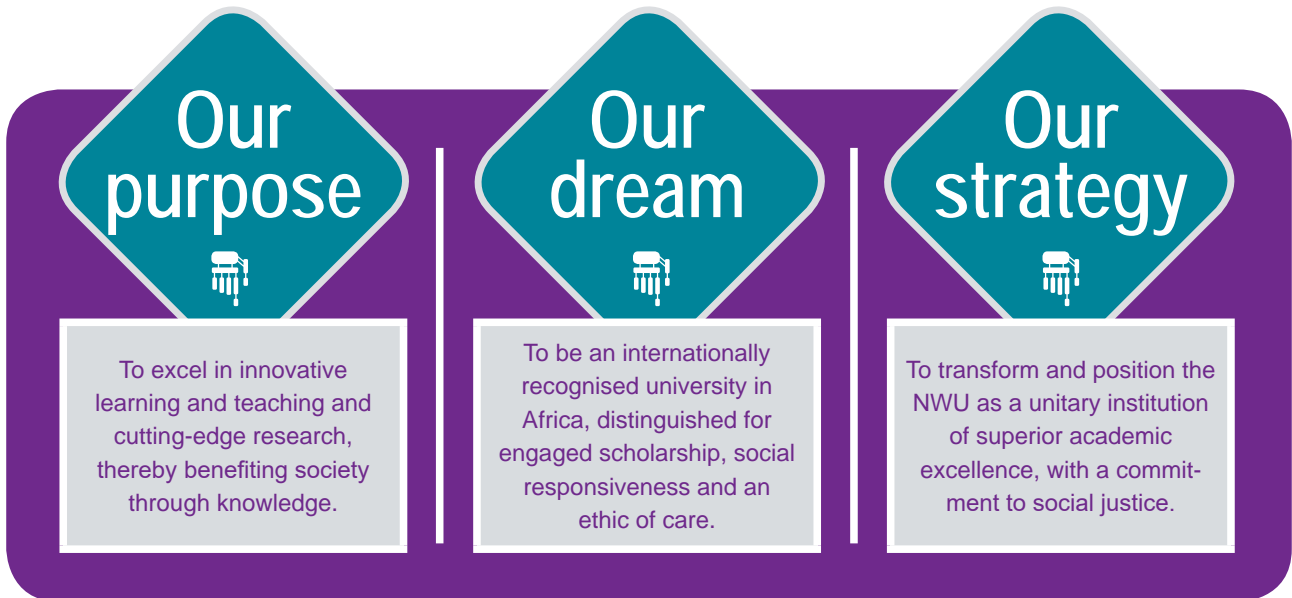 Our
purpose
To excel in innovative
learning and teaching and
cutting-edge research,
thereby benefiting society
through knowledge.
Our
dream
To be an internationally
recognised university in
Africa, distinguished for
engaged scholarship, social
responsiveness and an
ethic of care.
Our
strategy
To transform and position the
NWU as a unitary institution
of superior academic
excellence, with a commit-
ment to social justice.